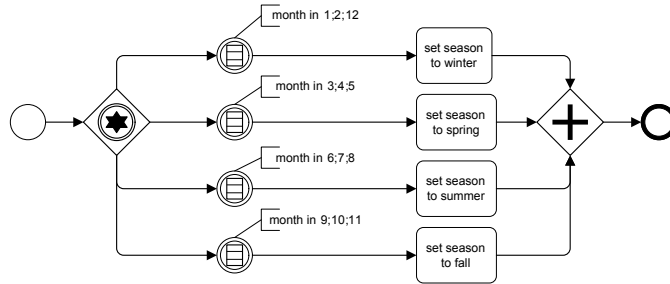 month in 1;2;12
set season
to winter
month in 3;4;5
set season
to spring
month in 6;7;8
set season
to summer
month in 9;10;11
set season
to fall